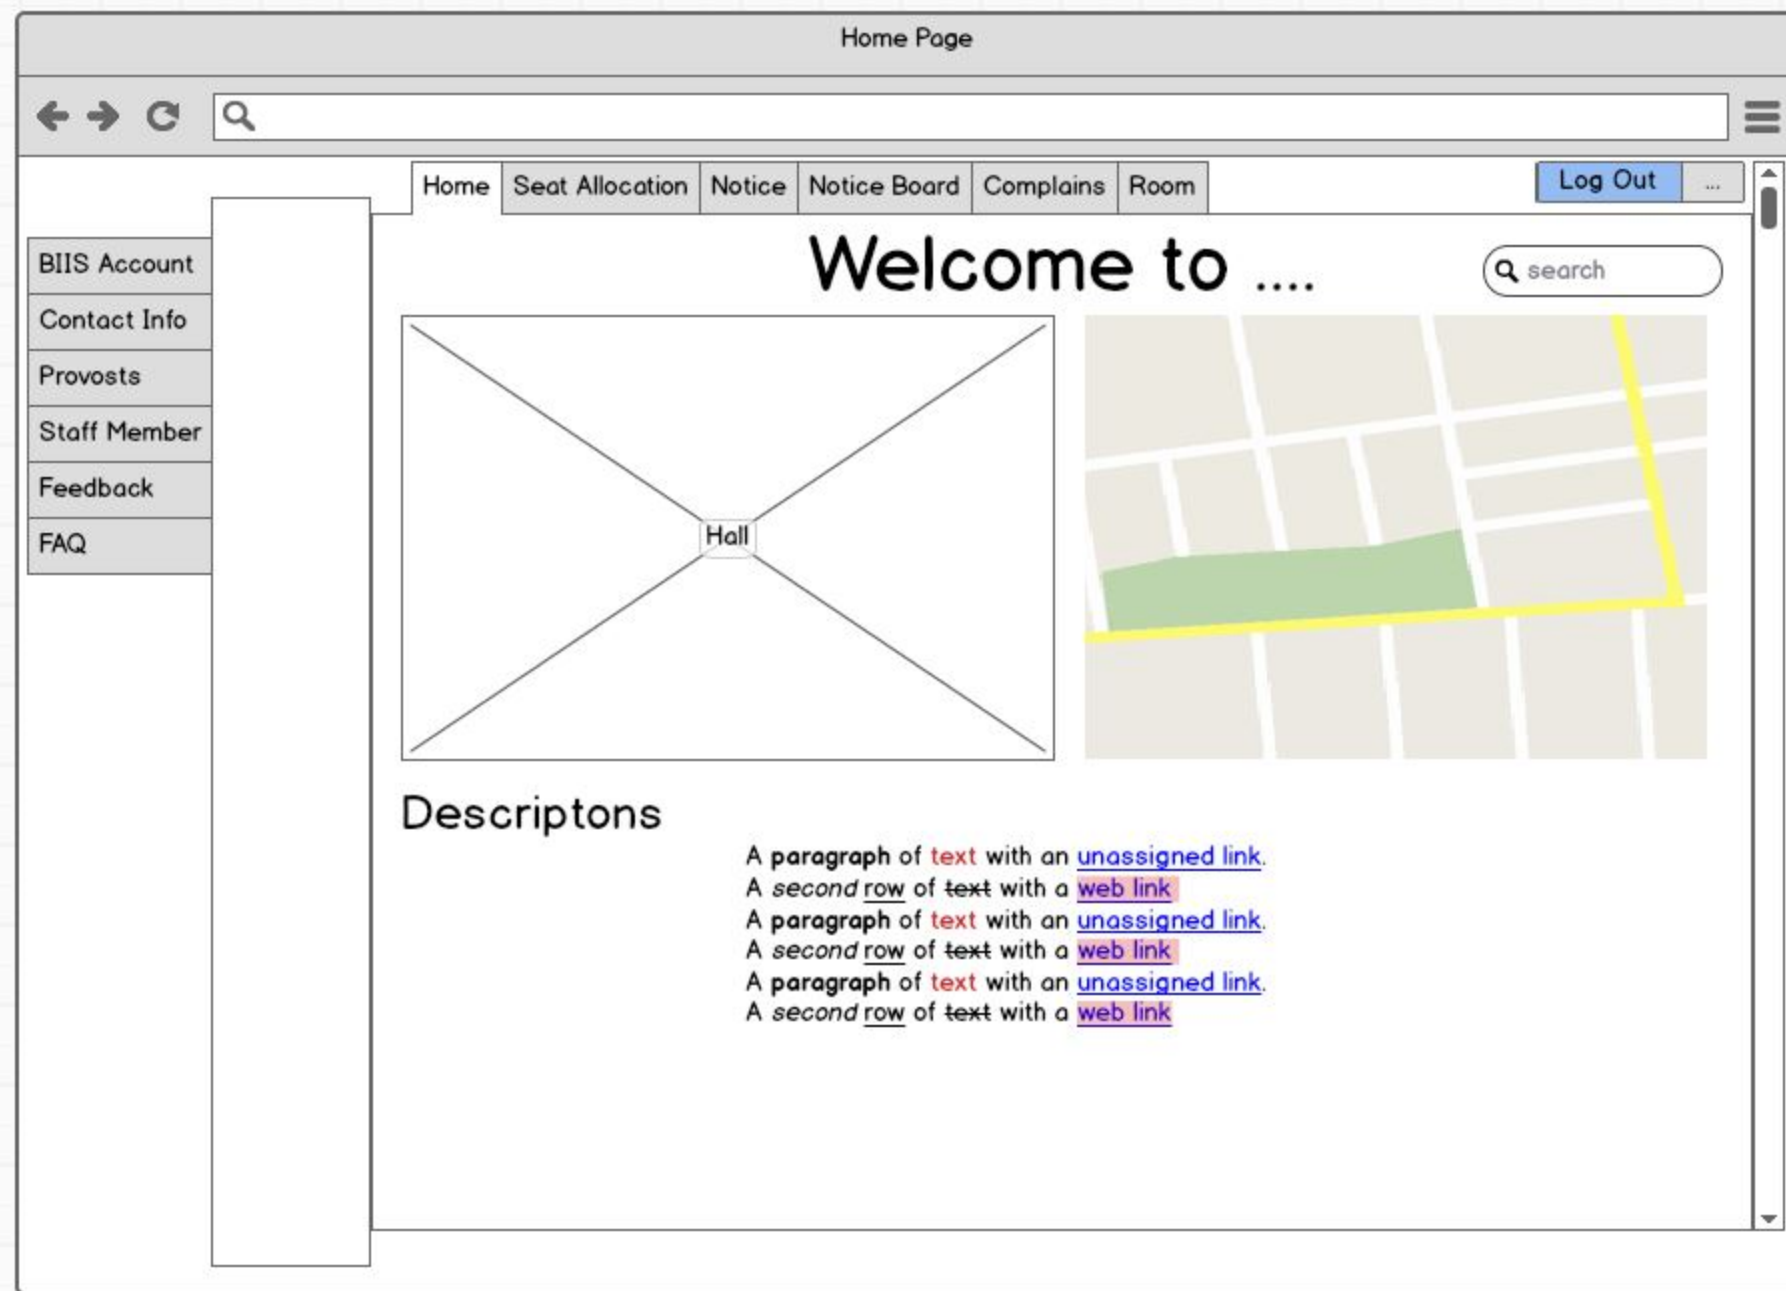 Home Page
Home Seat Allocation Notice Notice Board Complains Room
Log Out ...
BIIS Account
Contact Info
Provosts
Staff Member
Feedback
FAQ
Welcome to ....
search
Hall
Descriptons
A paragraph of text with an unassigned link.
A second row of text with a web link
A paragraph of text with an unassigned link.
A second row of text with a web link
A paragraph of text with an unassigned link.
A second row of text with a web link